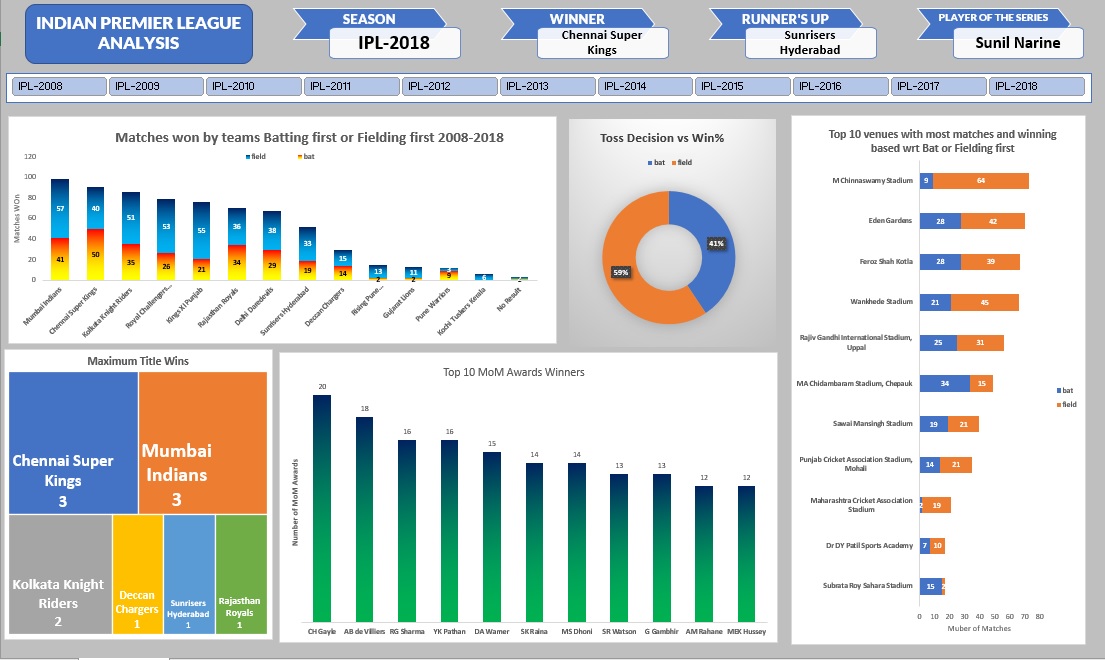 INDIAN PREMIER LEAGUE
ANALYSIS
SEASON
IPL-2018
WINNER
Chennai Super
Kings
RUNNER'S UP
Sunrisers
Hyderabad
PLAYER OF THE SERIES
Sunil Narine
IPL-2008 IPL-2009 IPL-2010 IPL-2011 IPL-2012 IPL-2013 IPL-2014 IPL-2015 IPL-2016 IPL-2017 IPL-2018
Matches won by teams Batting first or Fielding first 2008-2018
field bat
Matches WOn
120
100
80
60
40
20
0
57 40 51 53 55 36 38 33 15 13 11 3 6
41 50 35 26 21 34 29 19 14 2 2 9
Mumbai Indians
Chennai Super Kings
Kolkata Knight Riders
Royal Challengers...
Kings XI Punjab
Rajasthan Royals
Delhi Daredevils
Sunrisers Hyderabad
Deccan Chargers
Rising Pune...
Gujarat Lions
Pune Warriors
Kochi Tuskers Kerala
No Result
Toss Decision vs Win%
bat field
41%
59%
Top 10 venues with most matches and winning
based wrt Bat or Fielding first
M Chinnaswamy Stadium 9 64
Eden Gardens 28 42
Feroz Shah Kotla 28 39
Wankhede Stadium 21 45
Rajiv Gandhi International Stadium,
Uppal 25 31
MA Chidambaram Stadium, Chepauk 34 15
Sawai Mansingh Stadium 19 21
Punjab Cricket Association Stadium,
Mohali 14 21
Maharashtra Cricket Association
Stadium 2 19
Dr DY Patil Sports Academy 7 10
Subrata Roy Sahara Stadium 15 2
bat
field
0 10 20 30 40 50 60 70 80
Muber of Matches
Maximum Title Wins
Chennai Super
Kings
3
Mumbai
Indians
3
Kolkata Knight
Riders
2
Deccan
Chargers
1
Sunrisers
Hyderabad
1
Rajasthan
Royals
1
Top 10 MoM Awards Winners
Number of MoM Awards
20 18 16 16 15 14 14 13 13 12 12
CH Gayle AB de Villiers RG Sharma YK Pathan DA Warner SK Raina MS Dhoni SR Watson G Gambhir AM Rahane MEK Hussey